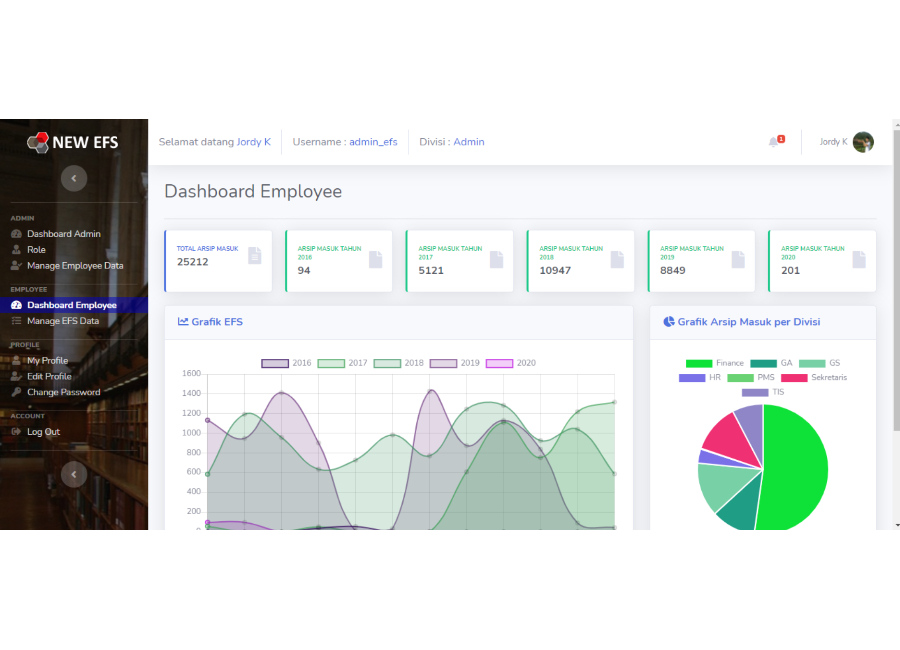 NEW EFS
Selamat datang Jordy K
Username : admin_efs
Divisi : Admin
1
Jordy K
ADMIN
Dashboard Admin
Role
Manage Employee Data
EMPLOYEE
Dashboard Employee
Manage EFS Data
PROFILE
My Profile
Edit Profile
Change Password
ACCOUNT
Log Out
Dashboard Employee
TOTAL ARSIP MASUK
25212
ARSIP MASUK TAHUN
2016
94
ARSIP MASUK TAHUN
2017
5121
ARSIP MASUK TAHUN
2018
10947
ARSIP MASUK TAHUN
2019
8849
ARSIP MASUK TAHUN
2020
201
Grafik EFS
2016 2017 2018 2019 2020
1600
1400
1200
1000
800
600
400
200
0
Grafik Arsip Masuk per Divisi
Finance GA GS
HR PMS Sekretaris
TIS